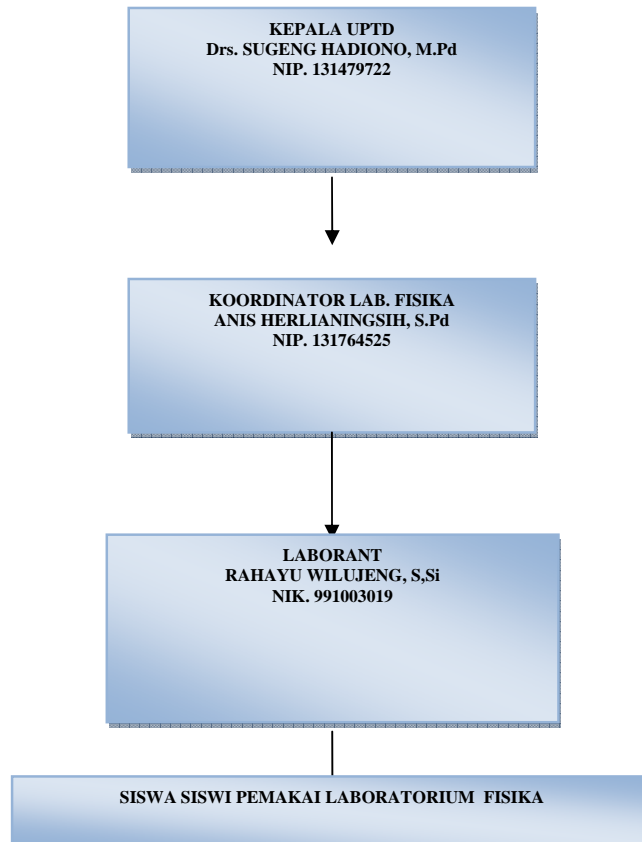 KEPALA UPTD
Drs. SUGENG HADIONO, M.Pd
NIP. 131479722
KOORDINATOR LAB. FISIKA
ANIS HERLIANINGSIH, S.Pd
NIP. 131764525
LABORANT
RAHAYU WILUJENG, S,Si
NIK. 991003019
SISWA SISWI PEMAKAI LABORATORIUM FISIKA